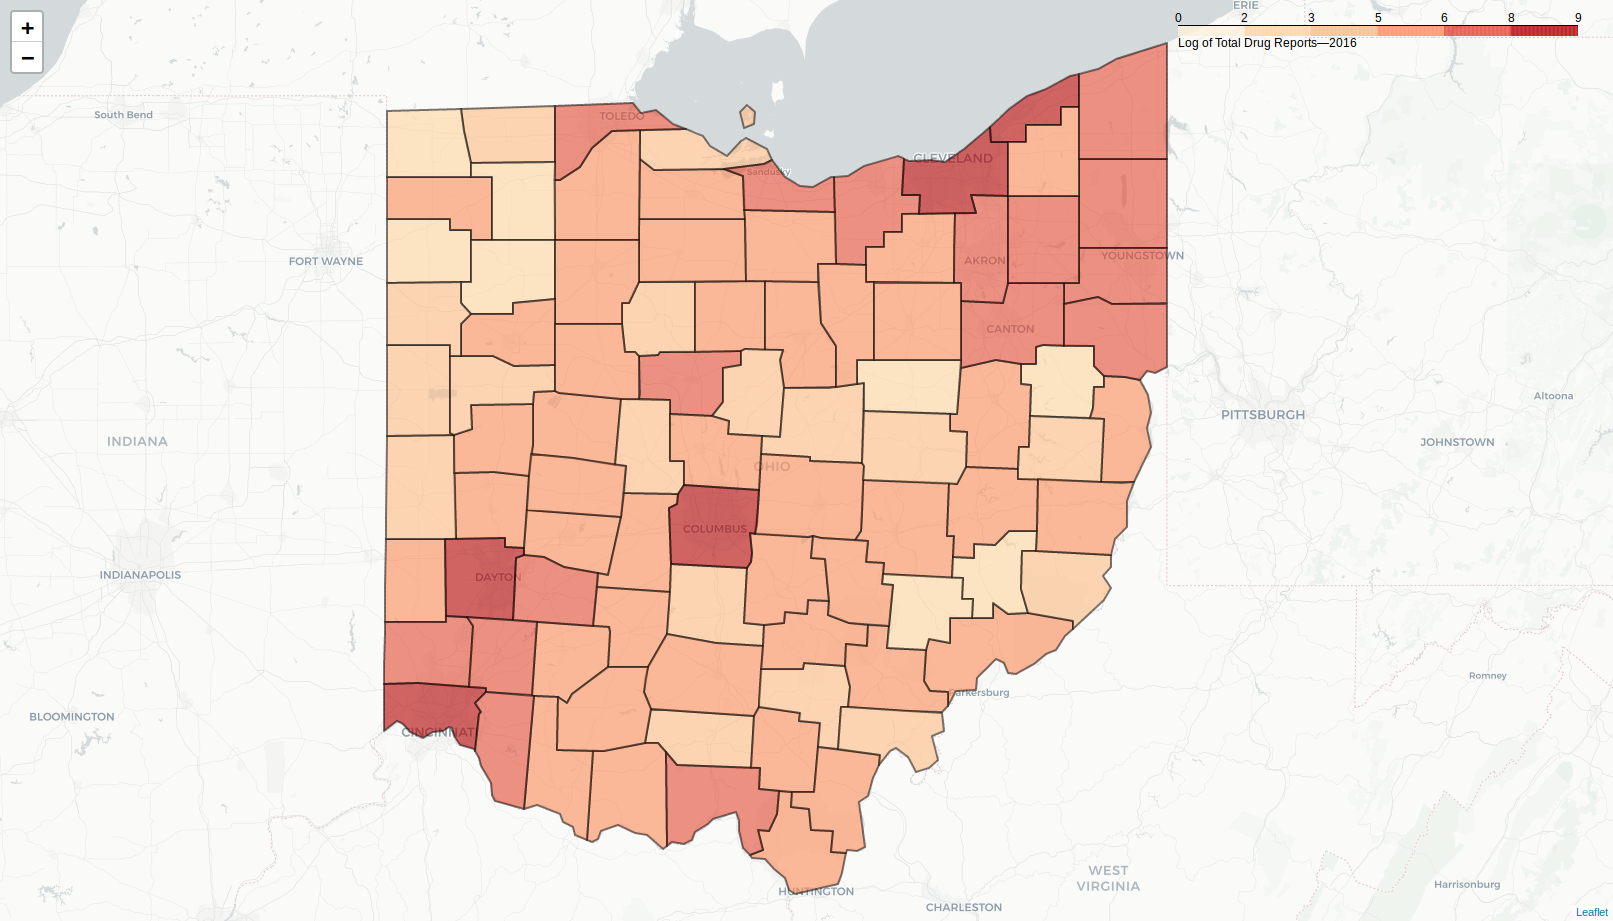 ERIE
+
−
0 2 3 5 6 8 9
Log of Total Drug Reports—2016
South Bend
TOLEDO
CLEVELAND
Sandusky
FORT WAYNE
AKRON
YOUNGSTOWN
CANTON
PITTSBURGH
Altoona
INDIANA
JOHNSTOWN
OHIO
COLUMBUS
INDIANAPOLIS
DAYTON
Romney
arkersburg
BLOOMINGTON
CINCINNAT
WEST
VIRGINIA
HUNTINGTON
Harrisonburg
CHARLESTON
Leaflet